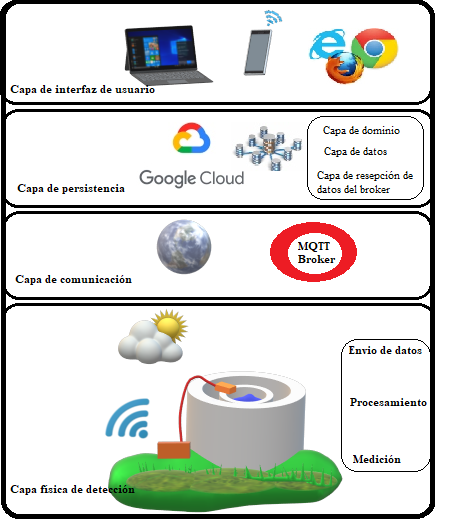 Capa de interfaz de usuario
Capa de dominio
Capa de datos
Capa de resepción de
datos del broker
Google Cloud
Capa de persistencia
MQTT
Broker
Capa de comunicación
Envio de datos
Procesamiento
Medición
Capa física de detección